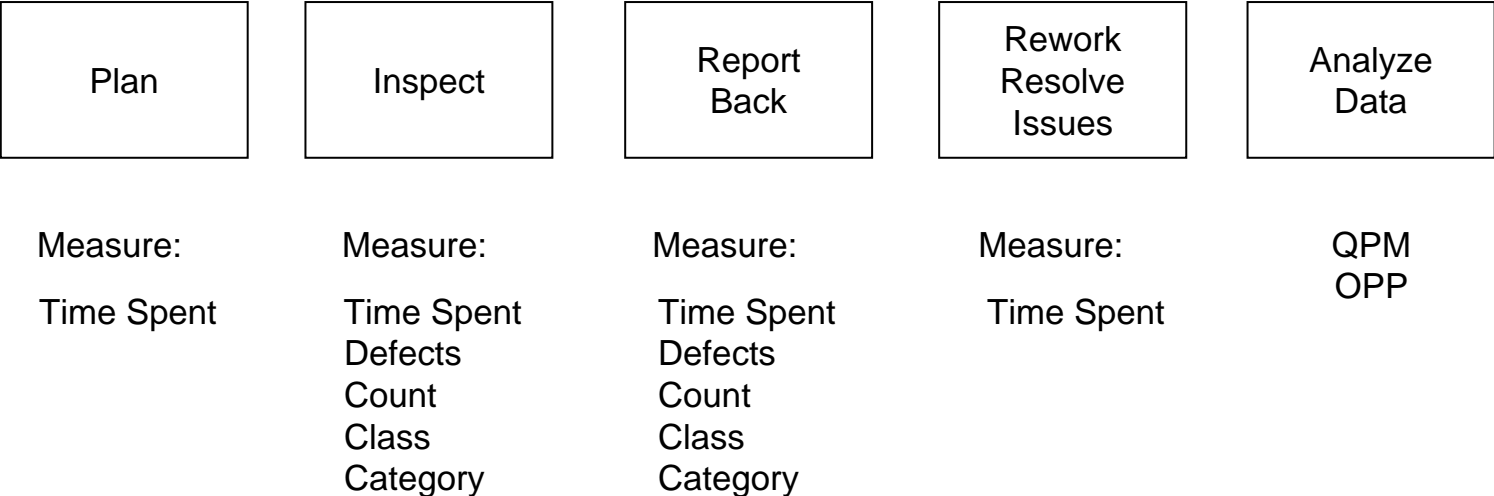 Plan
Inspect
Report
Back
Rework
Resolve
Issues
Analyze
Data
Measure:
Time Spent
Measure:
Time Spent
Defects
Count
Class
Category
Measure:
Time Spent
Defects
Count
Class
Category
Measure:
Time Spent
QPM
OPP